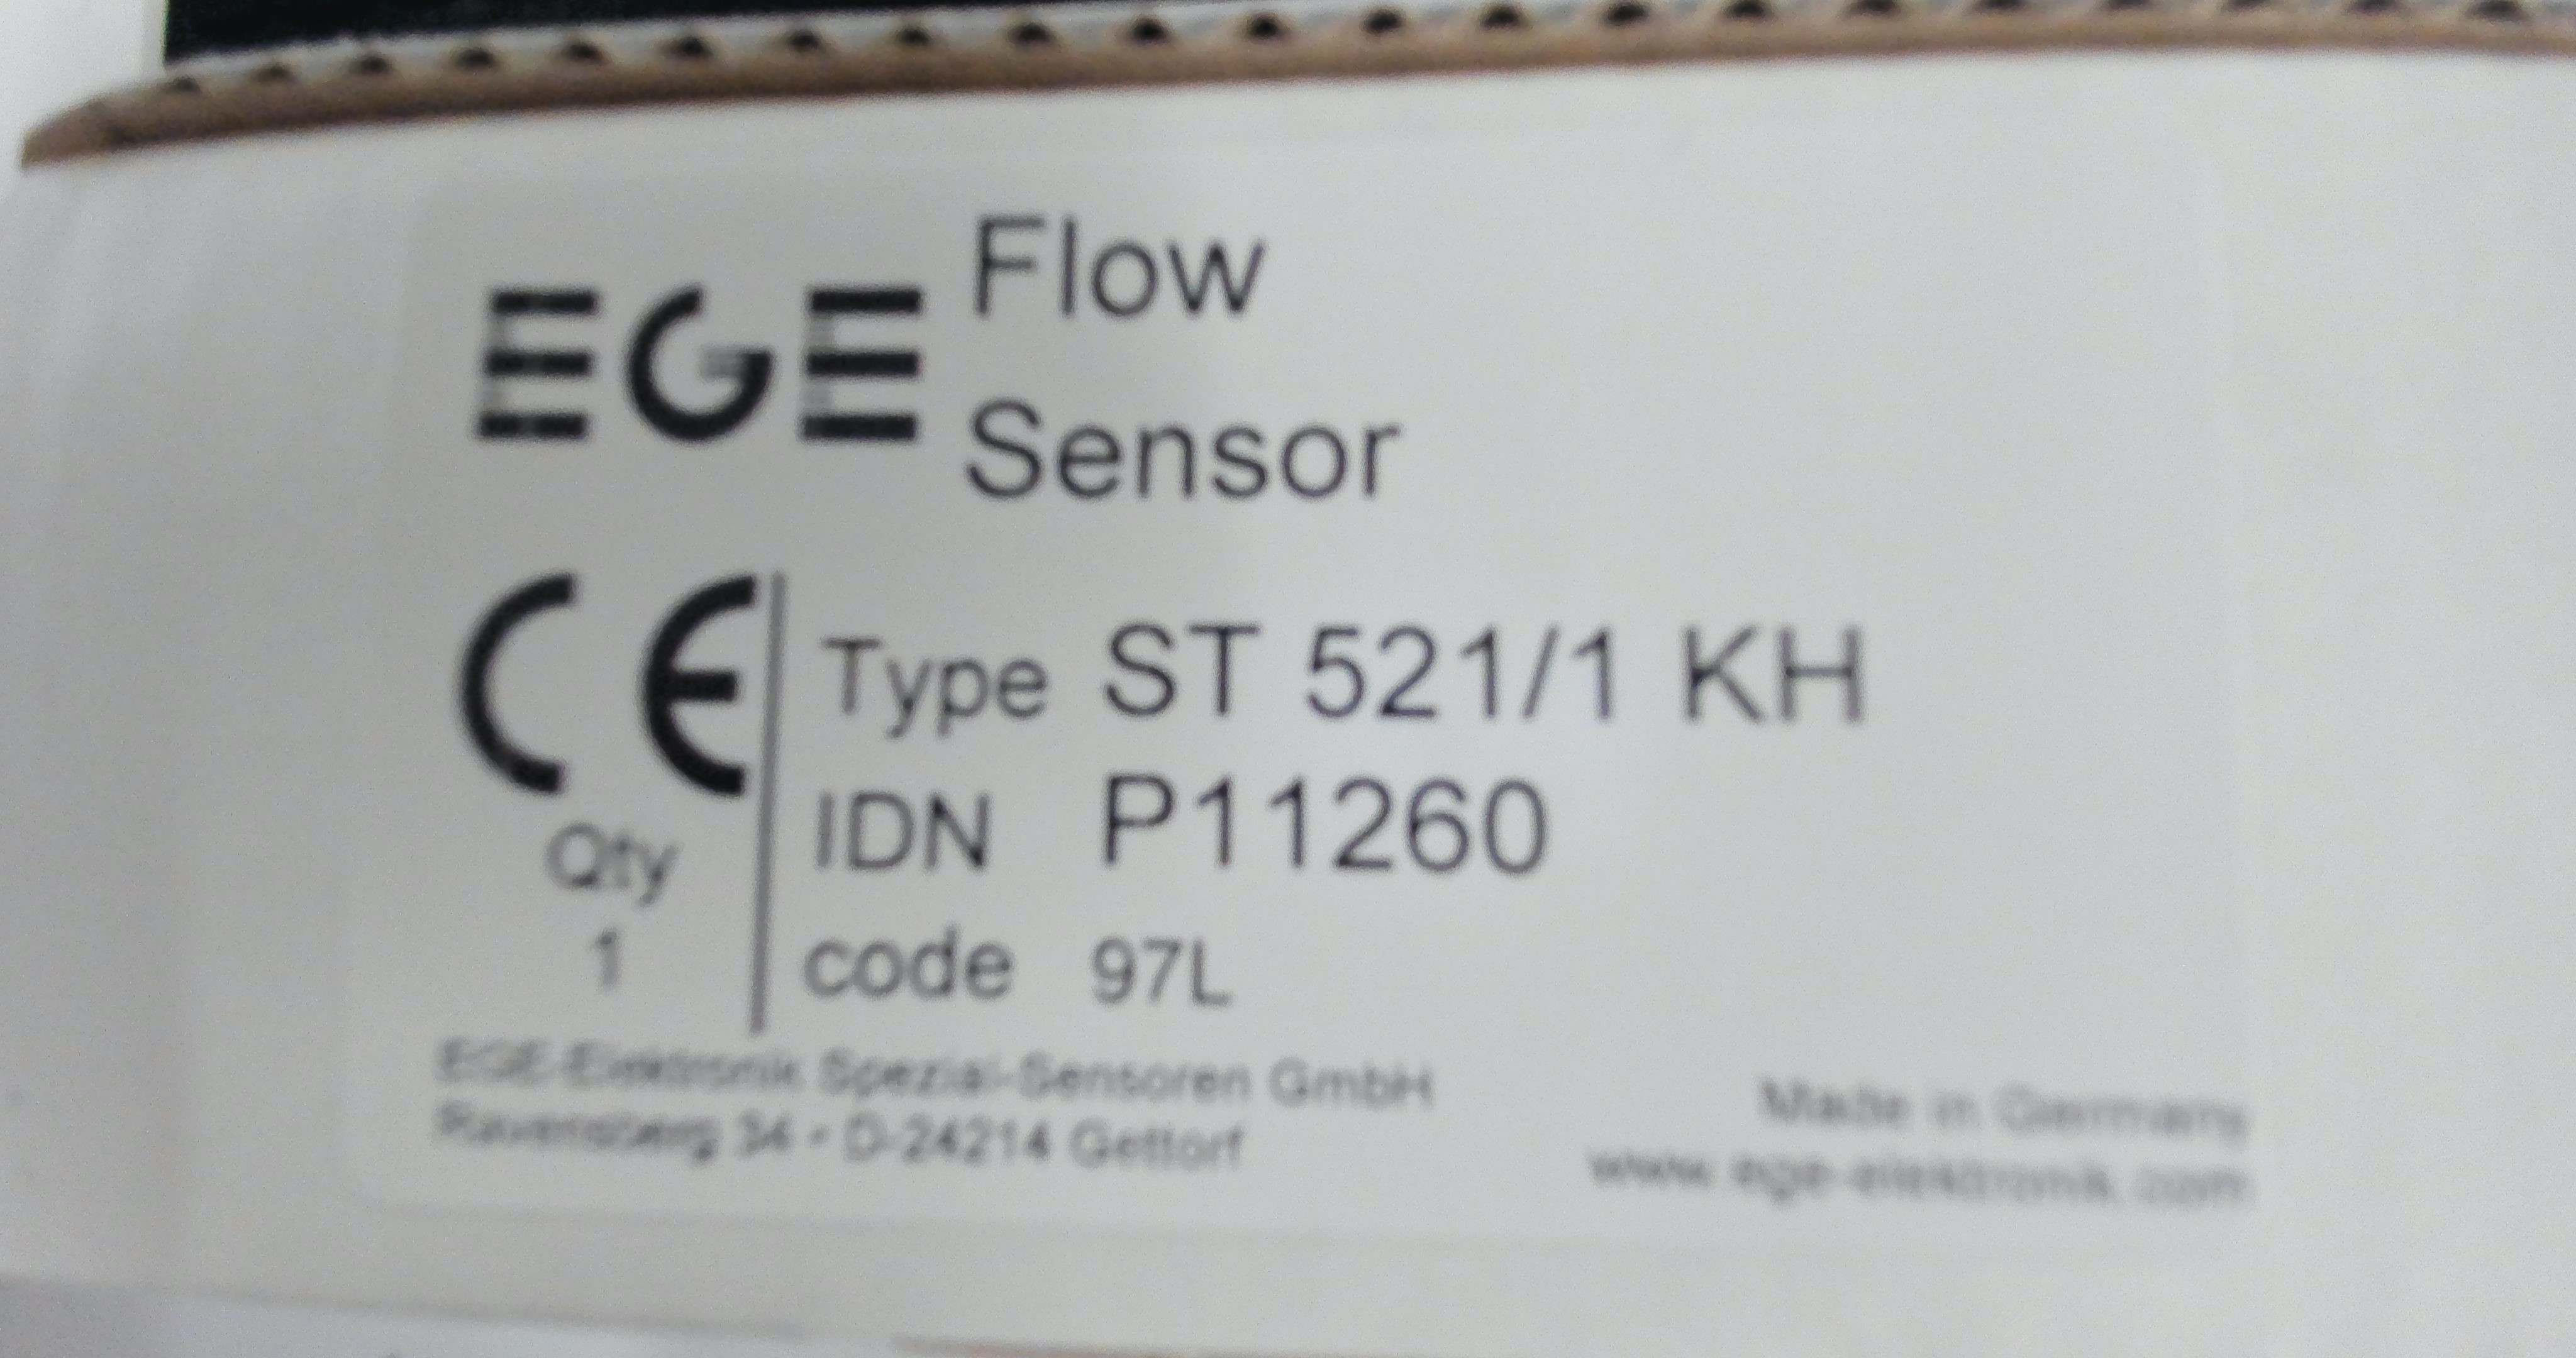 EGE Flow
Sensor
CE
Type ST 521/1 KH
IDN P11260
Qty
1
code 97L
EGE-Elektronik Spezial-Sensoren GmbH
Ravensberg 34 • D-24214 Gettorf
Made in Germany
www.ege-elektronik.com